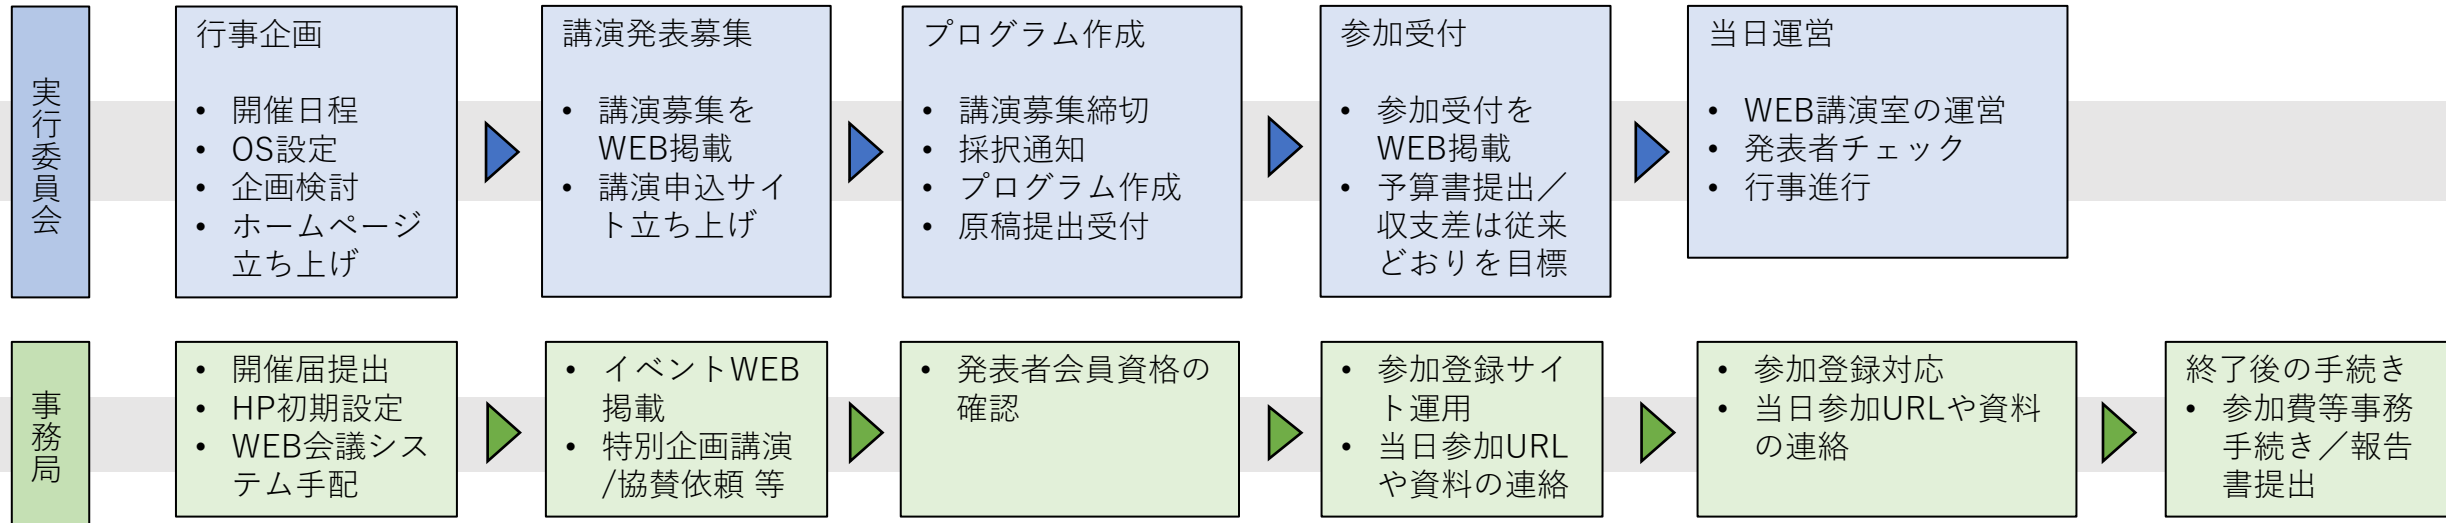 実行委員会
行事企画
• 開催日程
• OS設定
• 企画検討
• ホームページ
立ち上げ
講演発表募集
• 講演募集を
WEB掲載
• 講演申込サイ
ト立ち上げ
プログラム作成
• 講演募集締切
• 採択通知
• プログラム作成
• 原稿提出受付
参加受付
• 参加受付を
WEB掲載
• 予算書提出／
収支差は従来
どおりを目標
当日運営
• WEB講演室の運営
• 発表者チェック
• 行事進行
事務局
• 開催届提出
• HP初期設定
• WEB会議シス
テム手配
• イベントWEB
掲載
• 特別企画講演
/協賛依頼 等
• 発表者会員資格の
確認
• 参加登録サイ
ト運用
• 当日参加URL
や資料の連絡
• 参加登録対応
• 当日参加URLや資料
の連絡
終了後の手続き
• 参加費等事務
手続き／報告
書提出